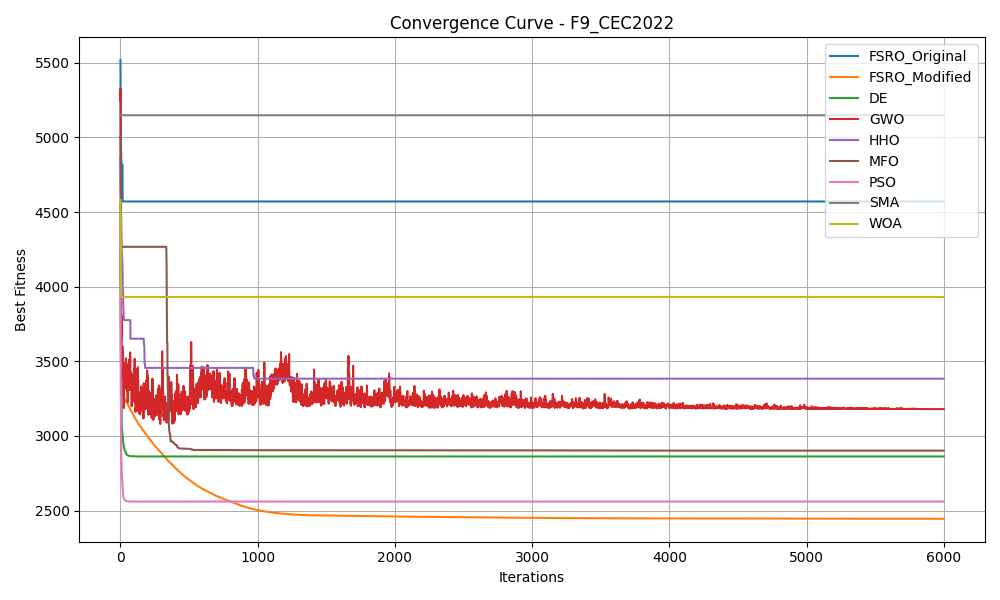 Convergence Curve - F9_CEC2022
Best Fitness
5500
5000
4500
4000
3500
3000
2500
0
1000
2000
3000
4000
5000
6000
Iterations
FSRO_Original
FSRO_Modified
DE
GWO
HHO
MFO
PSO
SMA
WOA